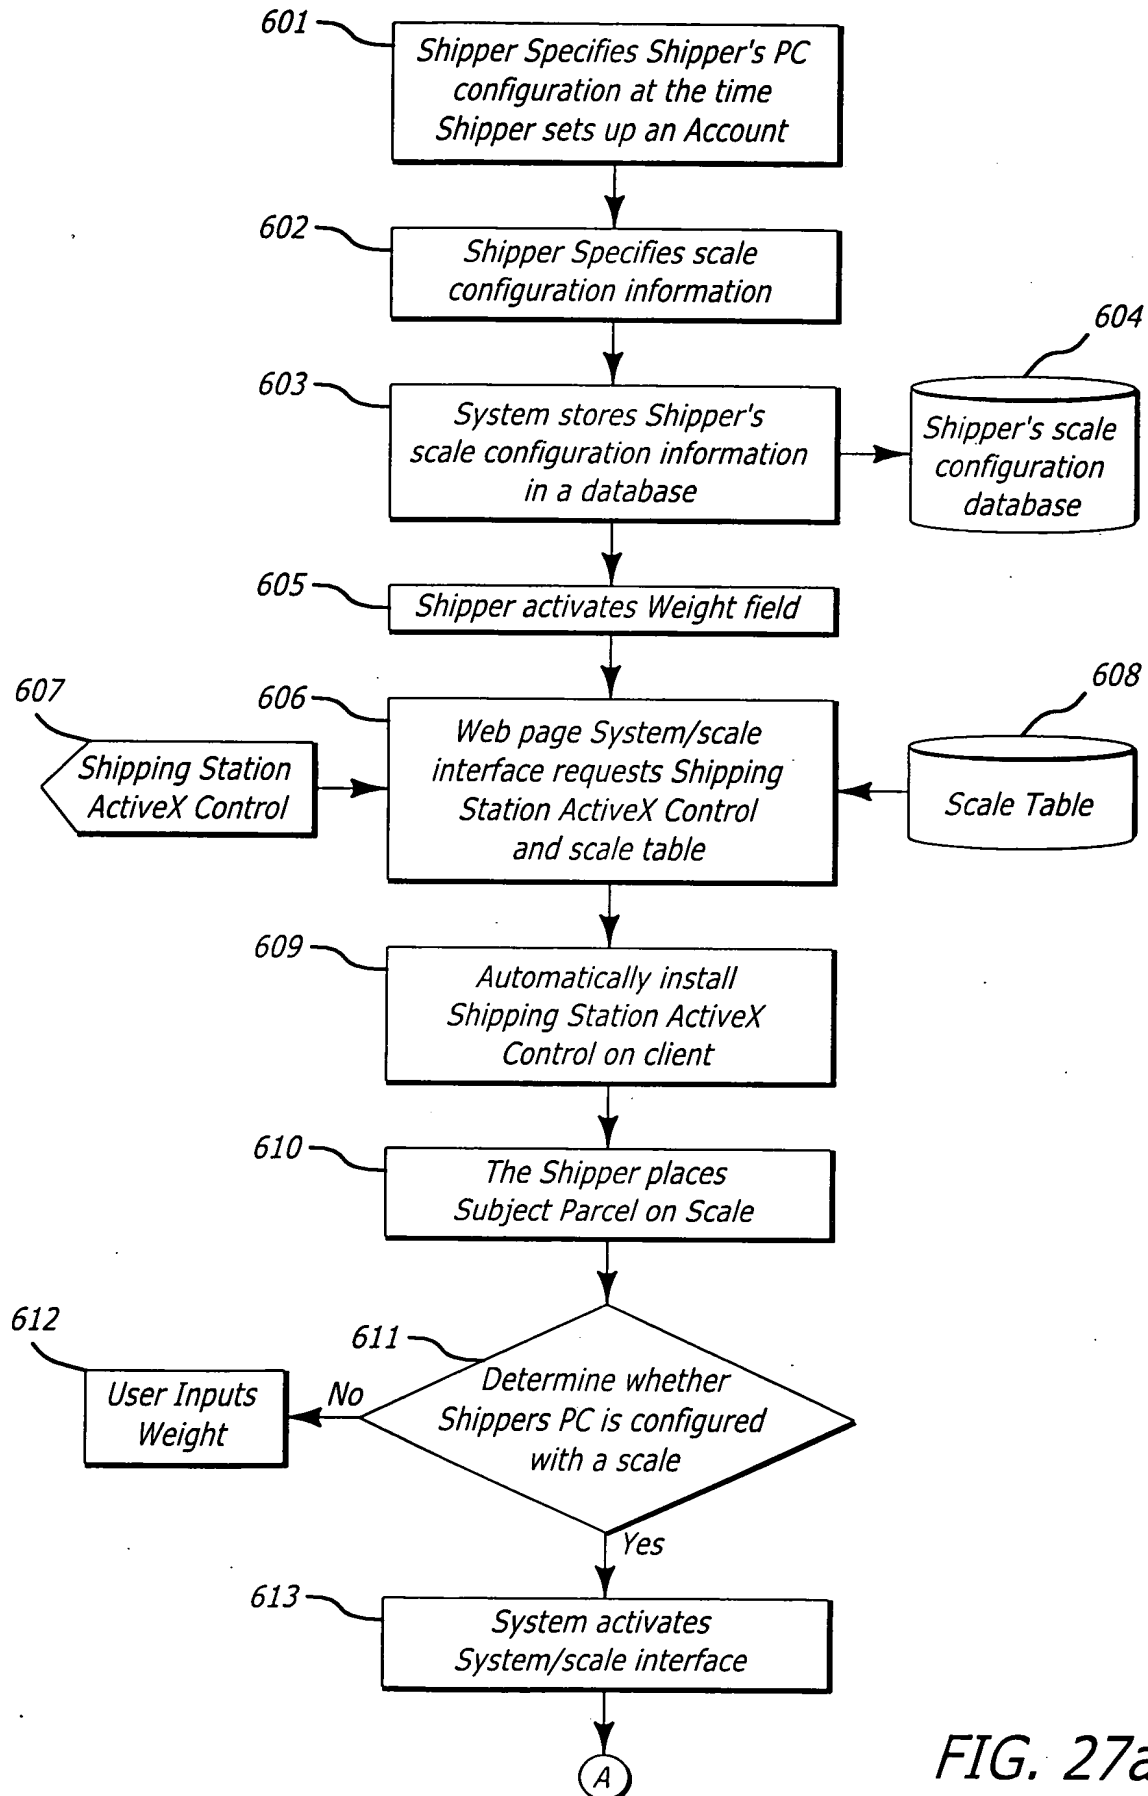 601
Shipper Specifies Shipper's PC
configuration at the time
Shipper sets up an Account
602
Shipper Specifies scale
configuration information
603
System stores Shipper's
scale configuration information
in a database
604
Shipper's scale
configuration
database
605
Shipper activates Weight field
606
Web page System/scale
interface requests Shipping
Station ActiveX Control
and scale table
607
Shipping Station
ActiveX Control
608
Scale Table
609
Automatically install
Shipping Station ActiveX
Control on client
610
The Shipper places
Subject Parcel on Scale
611
Determine whether
Shippers PC is configured
with a scale
No
612
User Inputs
Weight
Yes
613
System activates
System/scale interface
A
FIG. 27a